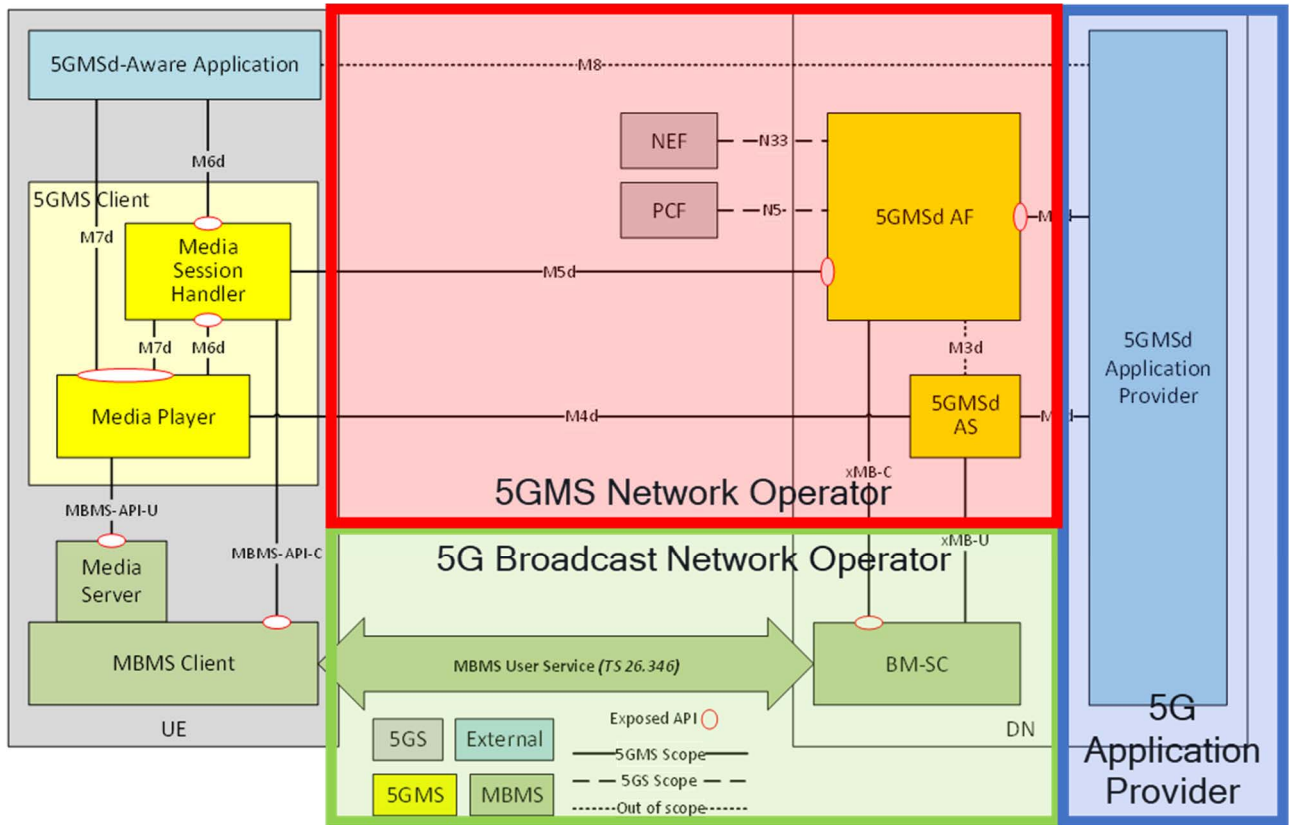 5GMSd-Aware Application
M8
NEF
N33
M6d
5GMS Client
PCF
N5-
5GMSd AF
M7d
Media
Session
Handler
M5d
M7d
M6d
M3d
5GMSd
Application
Provider
Media Player
M4d
5GMSd
AS
xMB-C
5GMS Network Operator
MBMS-API-U
MBMS-API-C
xMB-U
5G Broadcast Network Operator
Media
Server
MBMS Client
MBMS User Service (TS 26.346)
BM-SC
UE
5GS
External
Exposed API
DN
5GMS Scope
5GS Scope
5GMS
MBMS
Out of scope
5G
Application
Provider